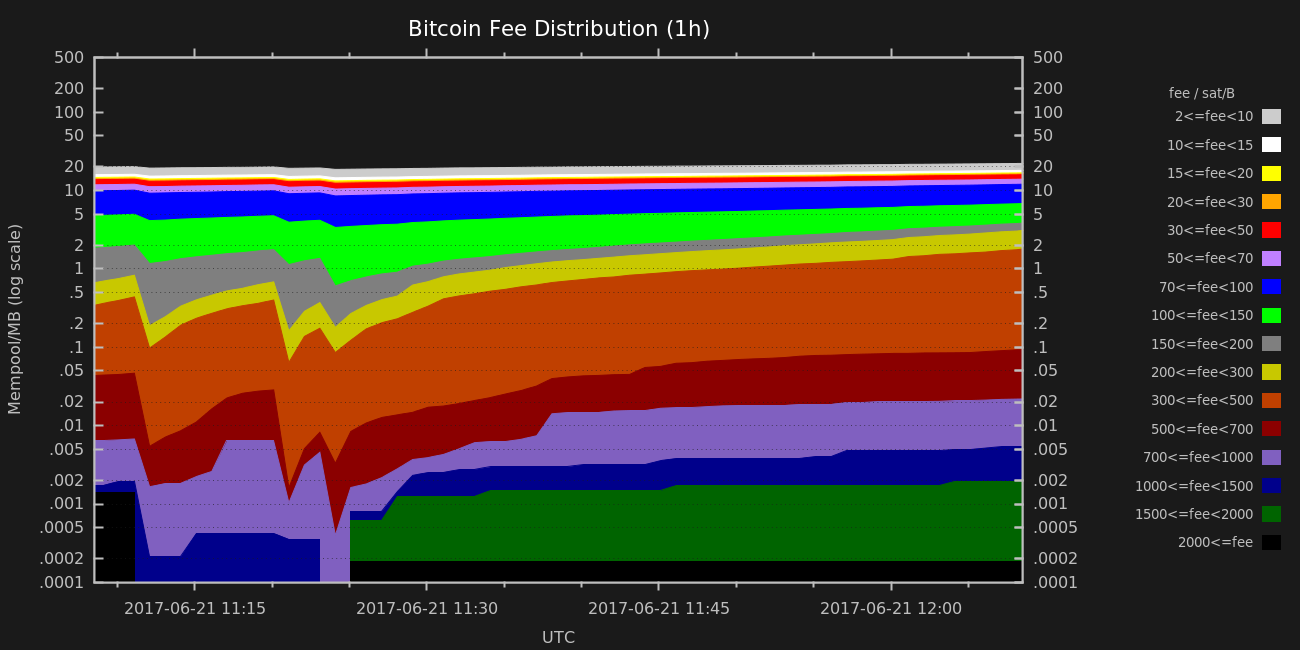 Bitcoin Fee Distribution (1h)
500 500
200 200
100 100
50 50
20 20
10 10
5 5
2 2
1 1
.5 .5
.2 .2
.1 .1
.05 .05
.02 .02
.01 .01
.005 .005
.002 .002
.001 .001
.0005 .0005
.0002 .0002
.0001 .0001
Mempool/MB (log scale)
2017-06-21 11:15 2017-06-21 11:30 2017-06-21 11:45 2017-06-21 12:00
UTC
fee / sat/B
2<=fee<10
10<=fee<15
15<=fee<20
20<=fee<30
30<=fee<50
50<=fee<70
70<=fee<100
100<=fee<150
150<=fee<200
200<=fee<300
300<=fee<500
500<=fee<700
700<=fee<1000
1000<=fee<1500
1500<=fee<2000
2000<=fee